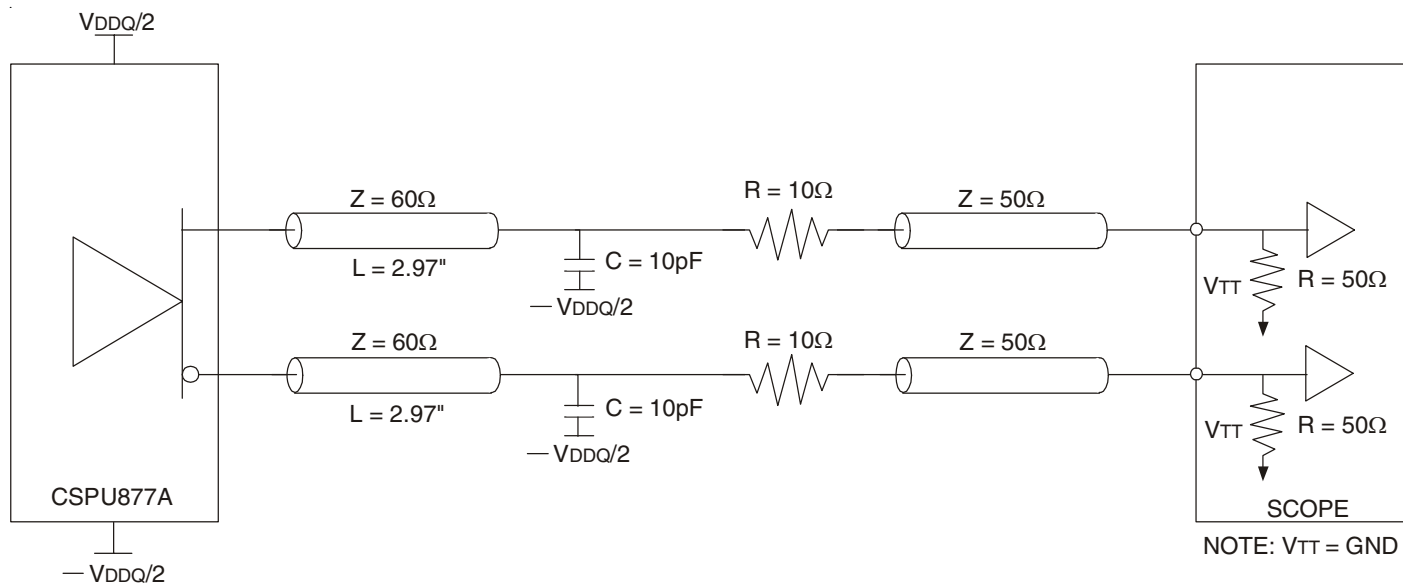 VDDQ/2
Z = 60Ω
R = 10Ω
Z = 50Ω
L = 2.97"
C = 10pF
— VDDQ/2
VTT
R = 50Ω
Z = 60Ω
R = 10Ω
Z = 50Ω
L = 2.97"
C = 10pF
— VDDQ/2
VTT
R = 50Ω
CSPU877A
SCOPE
— VDDQ/2
NOTE: VTT = GND